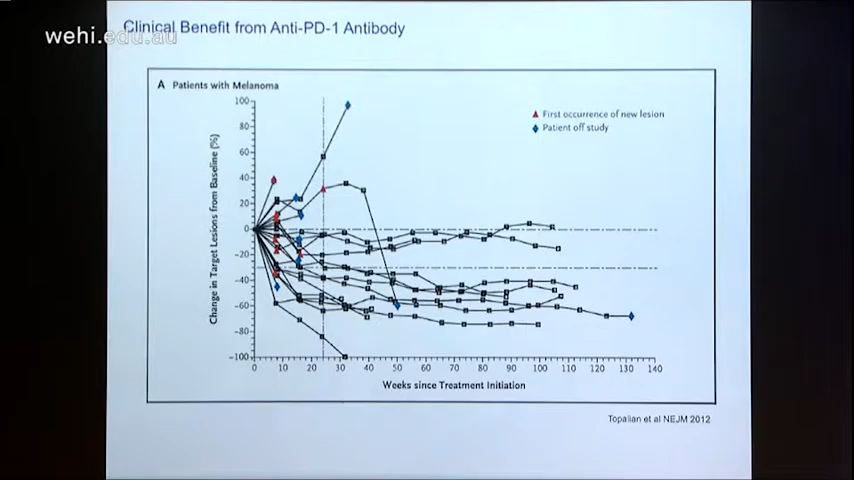 Clinical Benefit from Anti-PD-1 Antibody
wehi.edu.au
A Patients with Melanoma
100
80
60
40
20
0
−20
−40
−60
−80
−100
Change in Target Lesions from Baseline (%)
First occurrence of new lesion
Patient off study
0 10 20 30 40 50 60 70 80 90 100 110 120 130 140
Weeks since Treatment Initiation
Topalian et al NEJM 2012